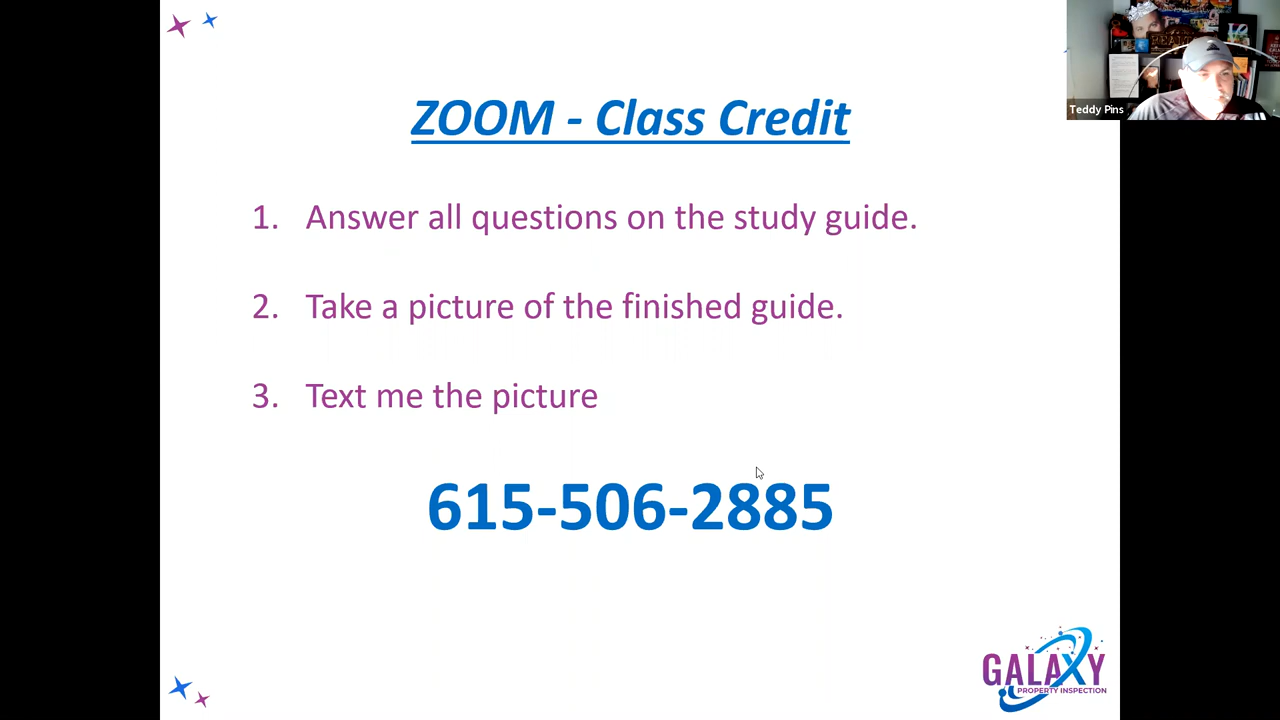 Teddy Pins
ZOOM - Class Credit
1. Answer all questions on the study guide.
2. Take a picture of the finished guide.
3. Text me the picture
615-506-2885
GALAXY
PROPERTY INSPECTION